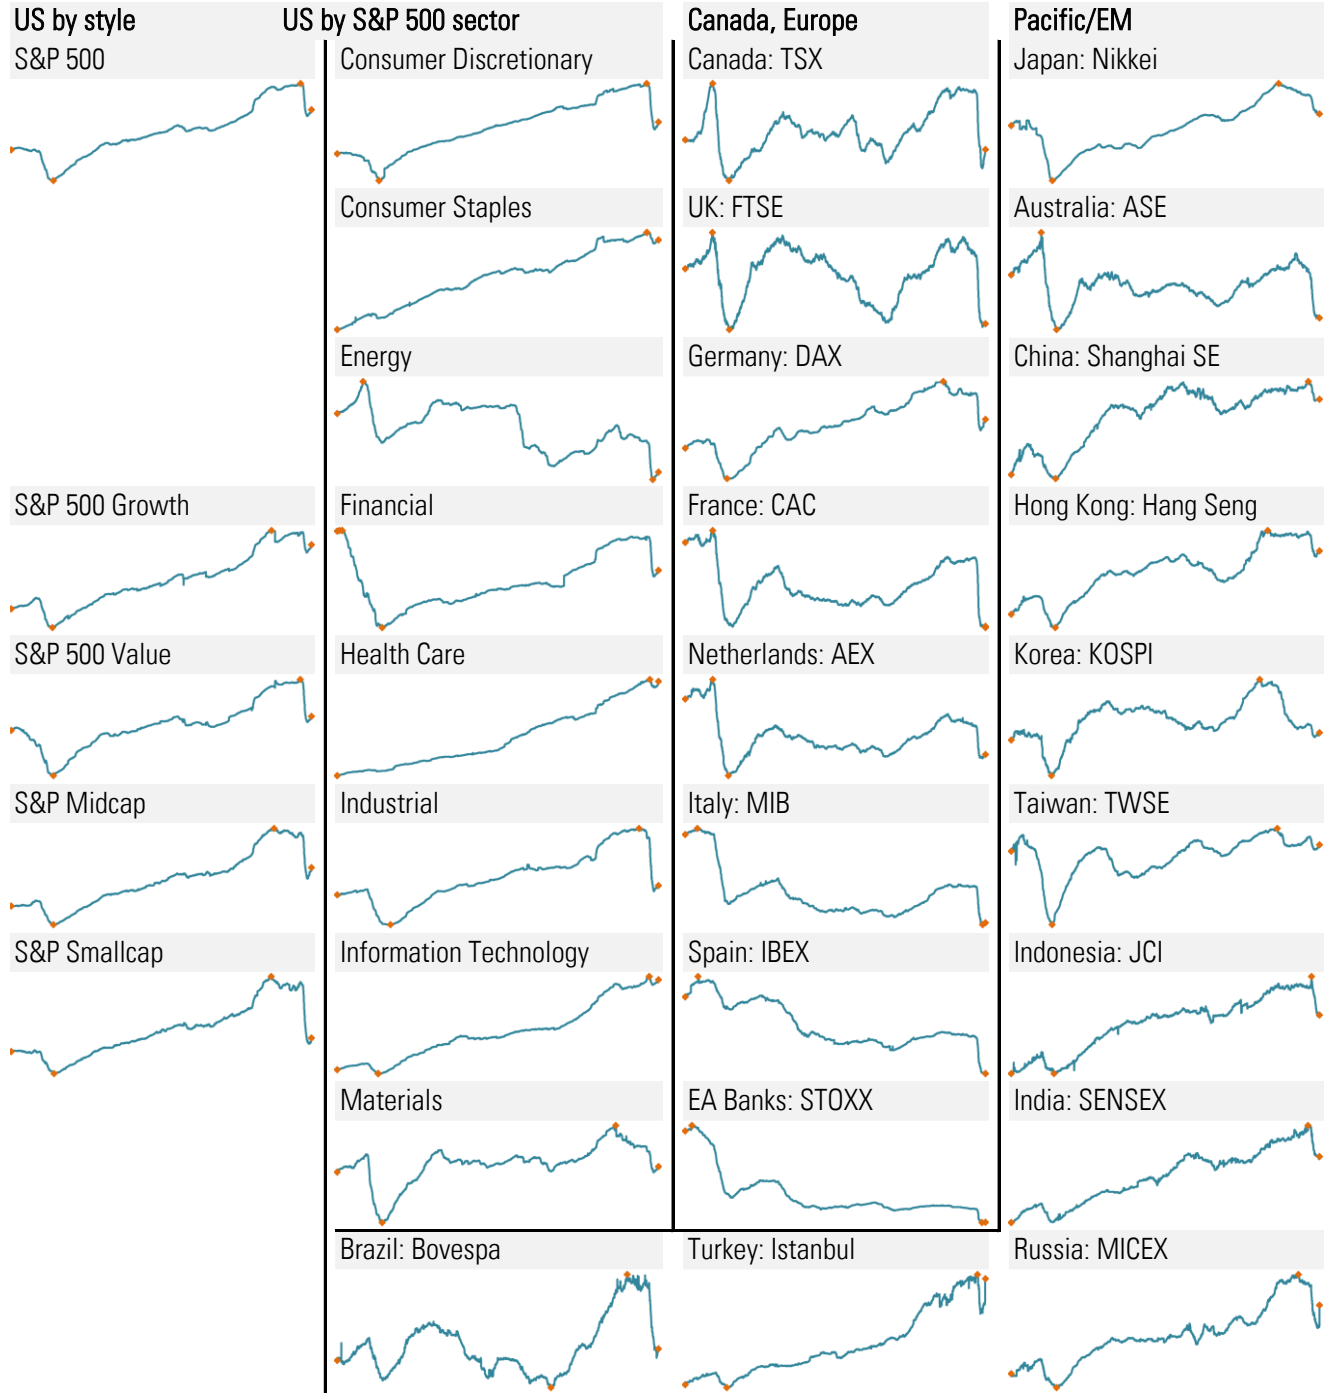 US by style
US by S&P 500 sector
Canada, Europe
Pacific/EM
S&P 500
Consumer Discretionary
Canada: TSX
Japan: Nikkei
Consumer Staples
UK: FTSE
Australia: ASE
Energy
Germany: DAX
China: Shanghai SE
S&P 500 Growth
Financial
France: CAC
Hong Kong: Hang Seng
S&P 500 Value
Health Care
Netherlands: AEX
Korea: KOSPI
S&P Midcap
Industrial
Italy: MIB
Taiwan: TWSE
S&P Smallcap
Information Technology
Spain: IBEX
Indonesia: JCI
Materials
EA Banks: STOXX
India: SENSEX
Brazil: Bovespa
Turkey: Istanbul
Russia: MICEX